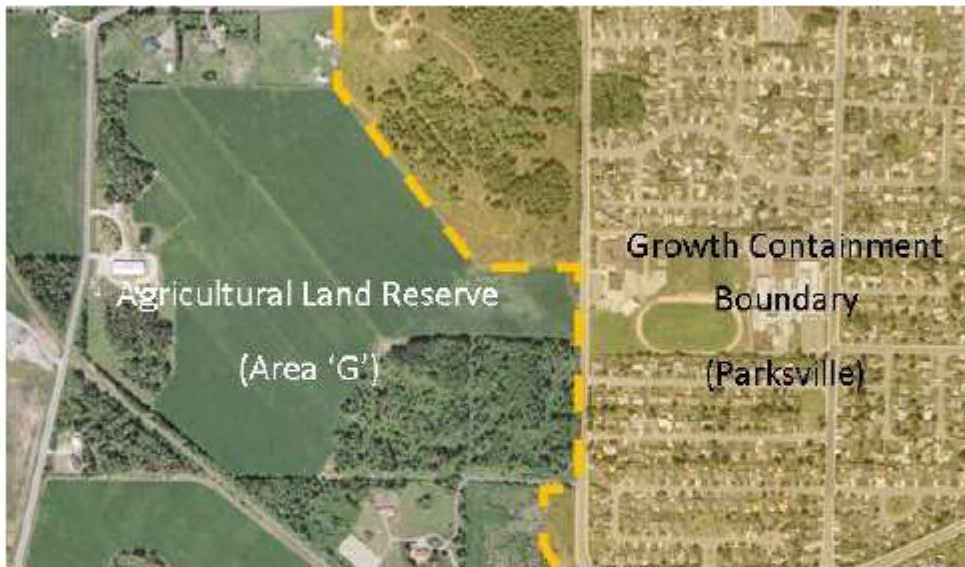 Agricultural Land Reserve
(Area ‘G’)
Growth Containment
Boundary
(Parksville)